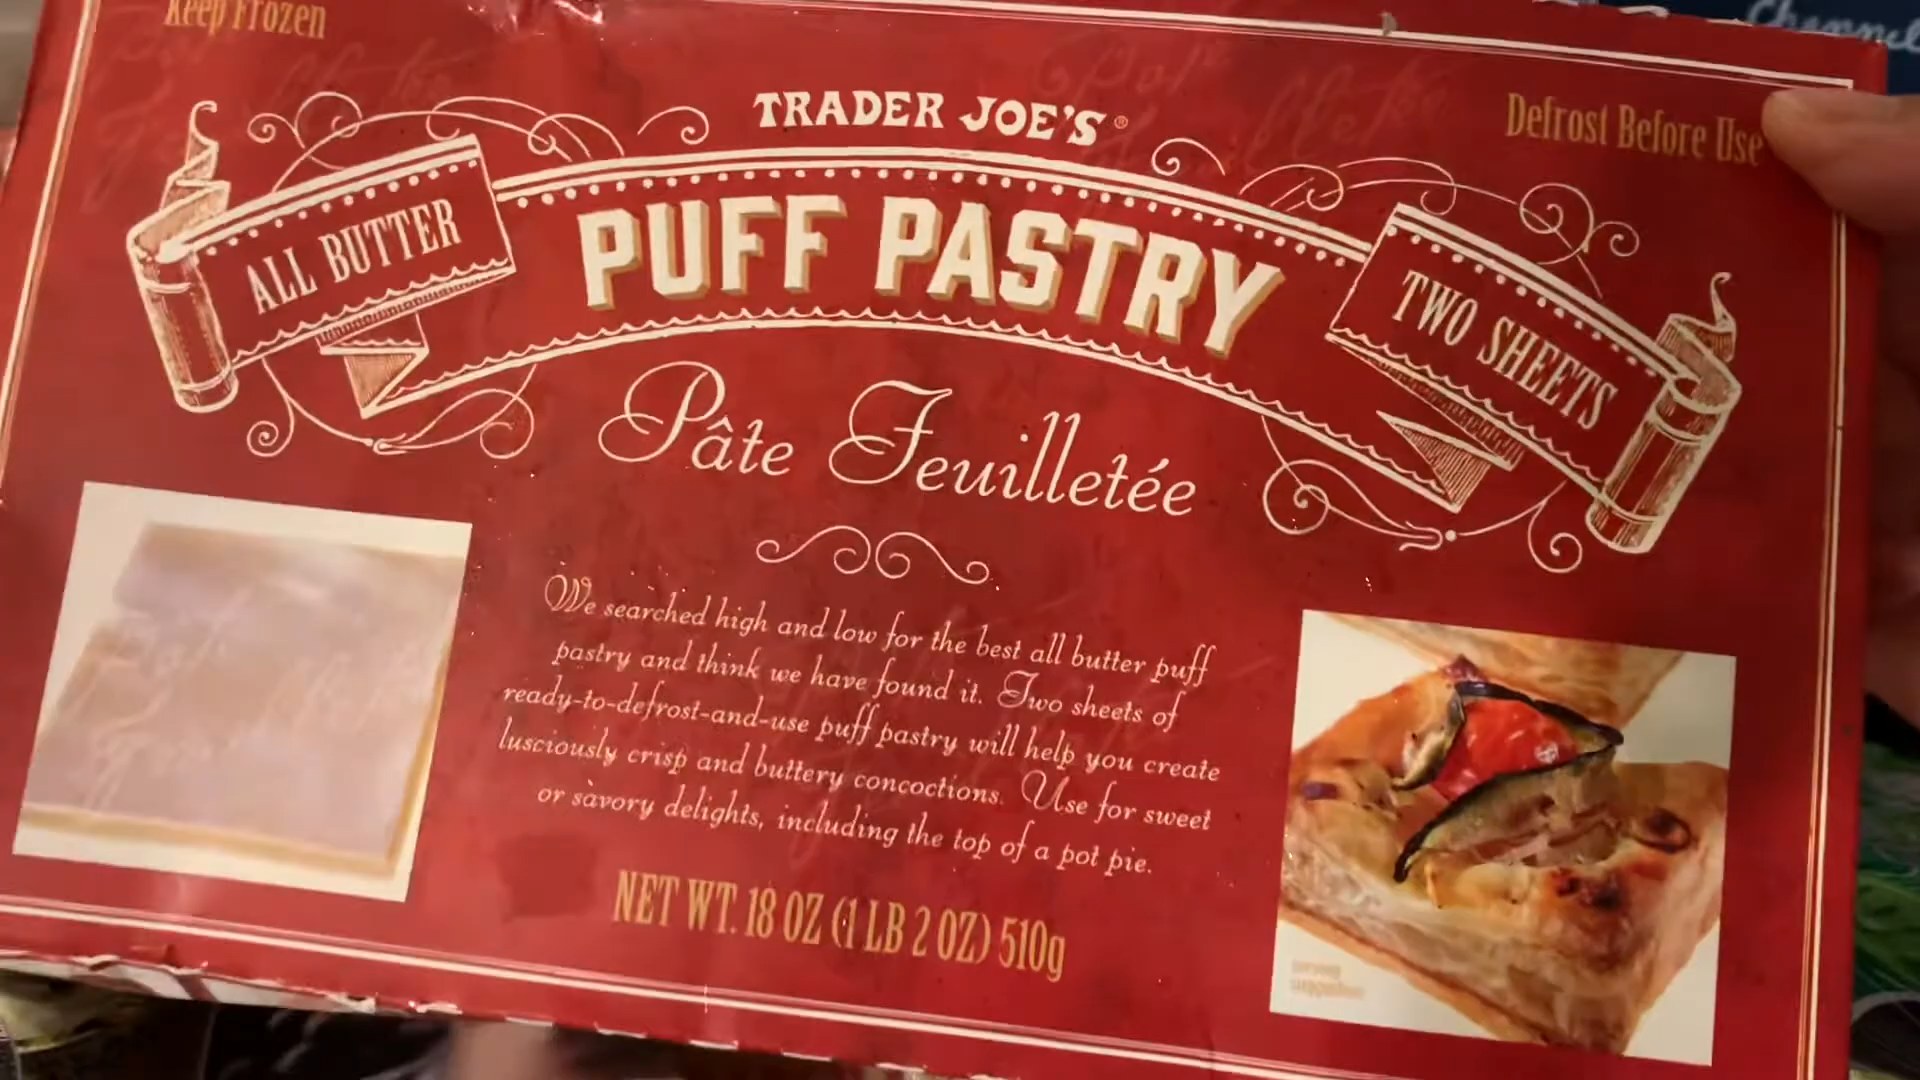 Keep Frozen
TRADER JOE'S®
Defrost Before Use
ALL BUTTER
PUFF PASTRY
TWO SHEETS
Pâte Feuilletée
We searched high and low for the best all butter puff
pastry and think we have found it. Two sheets of
ready-to-defrost-and-use puff pastry will help you create
lusciously crisp and buttery concoctions. Use for sweet
or savory delights, including the top of a pot pie.
NET WT. 18 OZ (1 LB 2 OZ) 510g